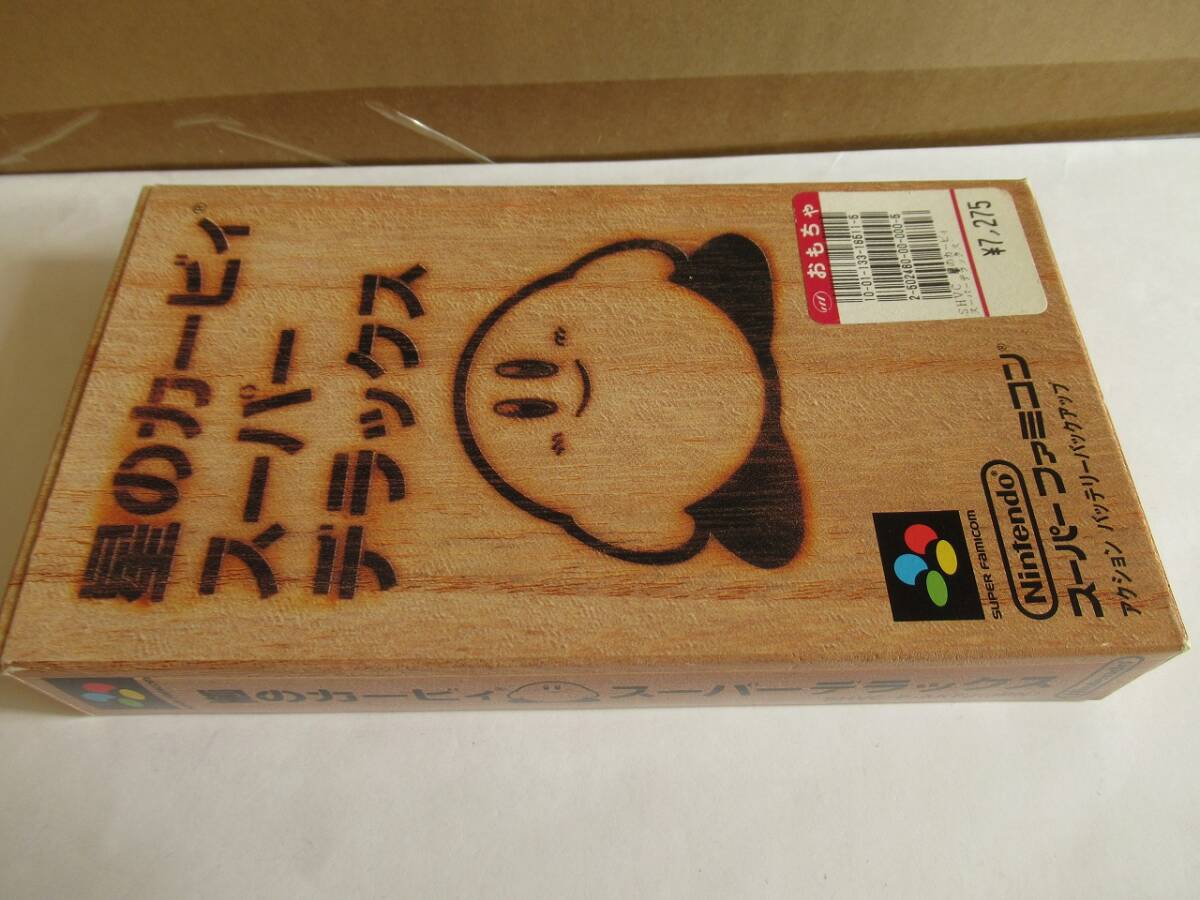 星のカービィ®
スーパー
デラックス
おもちゃ
10-01-133-16511-5
2-502460-00-000-5
SHVC 星のカービィ
スーパーデラックス
¥7,275
SUPER FAMICOM
Nintendo®
スーパーファミコン®
アクション バッテリーバックアップ
星のカービィ スーパーデラックス